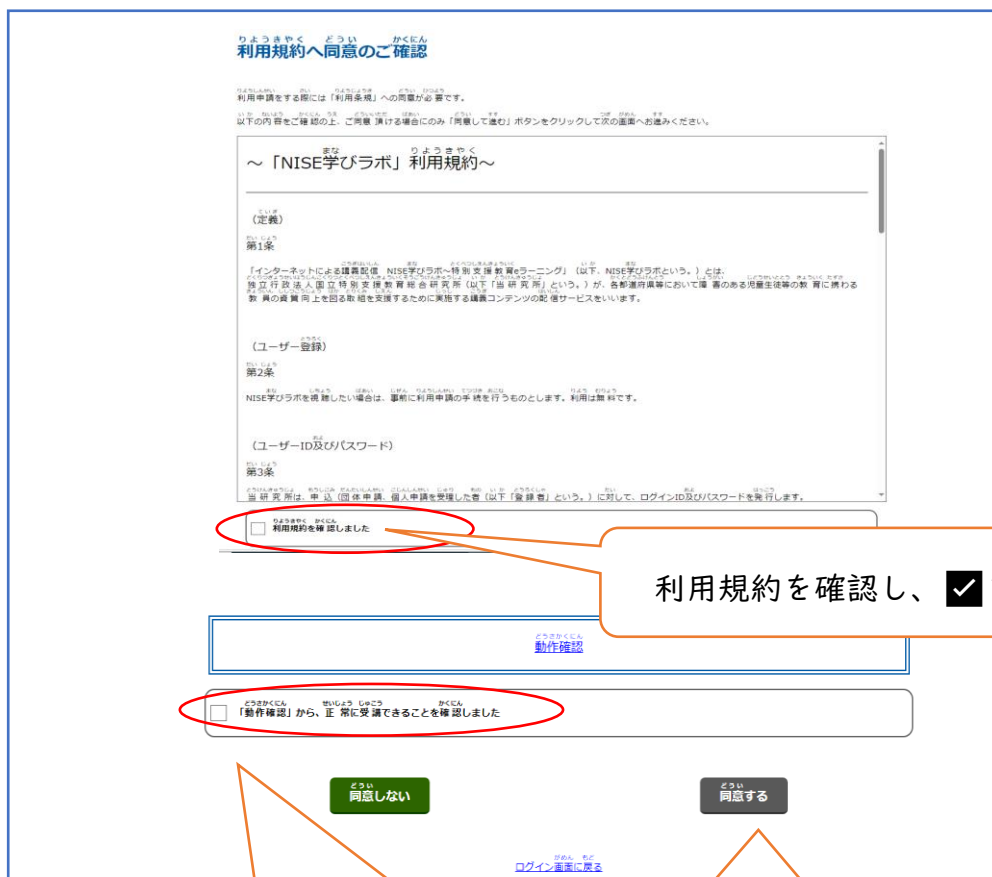 利用規約へ同意のご確認
利用申請をする際には「利用条規」への同意が必要です。
以下の内容をご確認の上、ご同意頂ける場合にのみ「同意して進む」ボタンをクリックして次の画面へお進みください。
～「NISE学びラボ」利用規約～
（定義）
第1条
「インターネットによる講義配信　NISE学びラボ～特別支援教育eラーニング」（以下、NISE学びラボという。）とは、
独立行政法人国立特別支援教育総合研究所（以下「当研究所」という。）が、各都道府県等において障害のある児童生徒等の教育に携わる
教員の資質向上を図る取組を支援するために実施する講義コンテンツの配信サービスをいいます。
（ユーザー登録）
第2条
NISE学びラボを視聴したい場合は、事前に利用申請の手続を行うものとします。利用は無料です。
（ユーザーID及びパスワード）
第3条
当研究所は、申込（団体申請、個人申請を受理した者（以下「登録者」という。）に対して、ログインID及びパスワードを発行します。
利用規約を確認しました
利用規約を確認し、✓
動作確認
「動作確認」から、正常に受講できることを確認しました
同意しない
同意する
ログイン画面に戻る